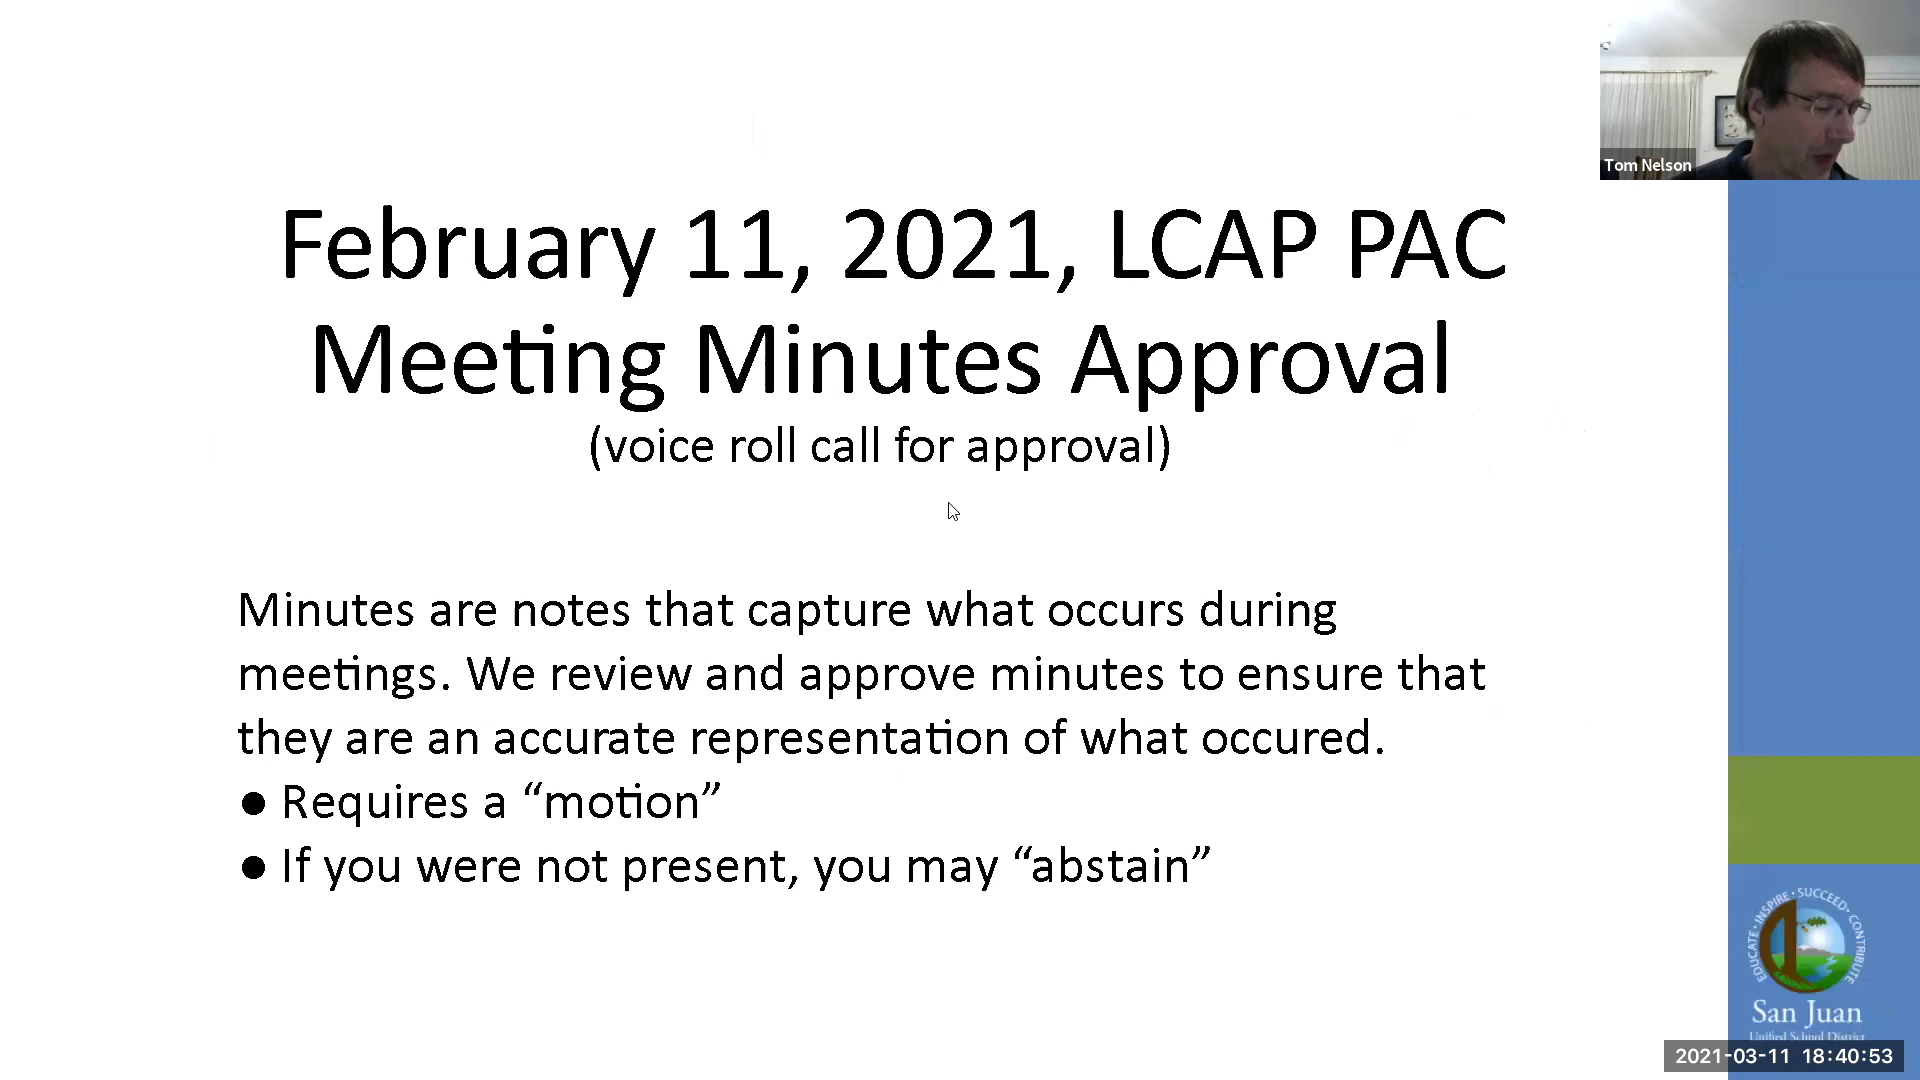 Tom Nelson
February 11, 2021, LCAP PAC
Meeting Minutes Approval
(voice roll call for approval)
Minutes are notes that capture what occurs during
meetings. We review and approve minutes to ensure that
they are an accurate representation of what occured.
● Requires a “motion”
● If you were not present, you may “abstain”
EDUCATE • INSPIRE • SUCCEED • CONTRIBUTE
San Juan
Unified School District
2021-03-11 18:40:53